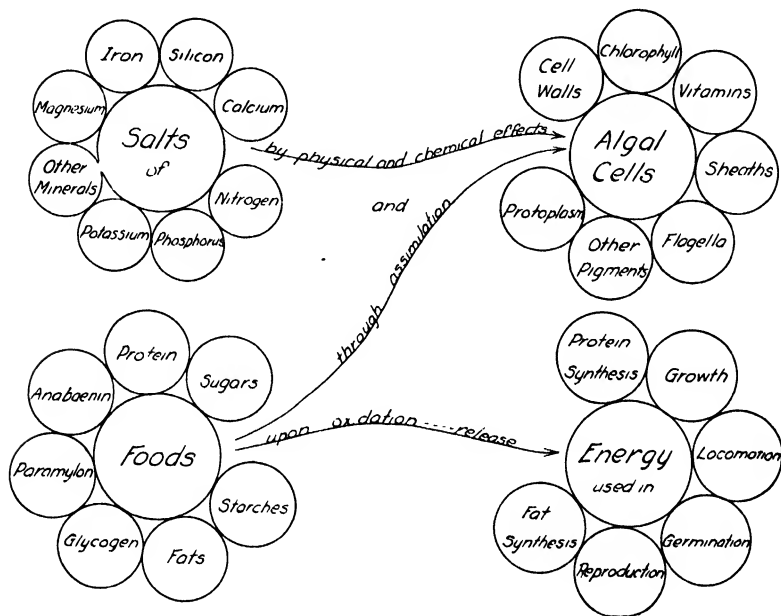 Iron
Silicon
Magnesium
Calcium
Salts
of
Other
Minerals
Nitrogen
Potassium
Phosphorus
by physical and chemical effects
and
through assimilation
Cell
Walls
Chlorophyll
Vitamins
Algal
Cells
Sheaths
Protoplasm
Other
Pigments
Flagella
Protein
Sugars
Anabaenin
Foods
Paramylon
Starches
Glycogen
Fats
upon oxdation ---- release
Protein
Synthesis
Growth
Energy
used in
Locomotion
Fat
Synthesis
Germination
Reproduction